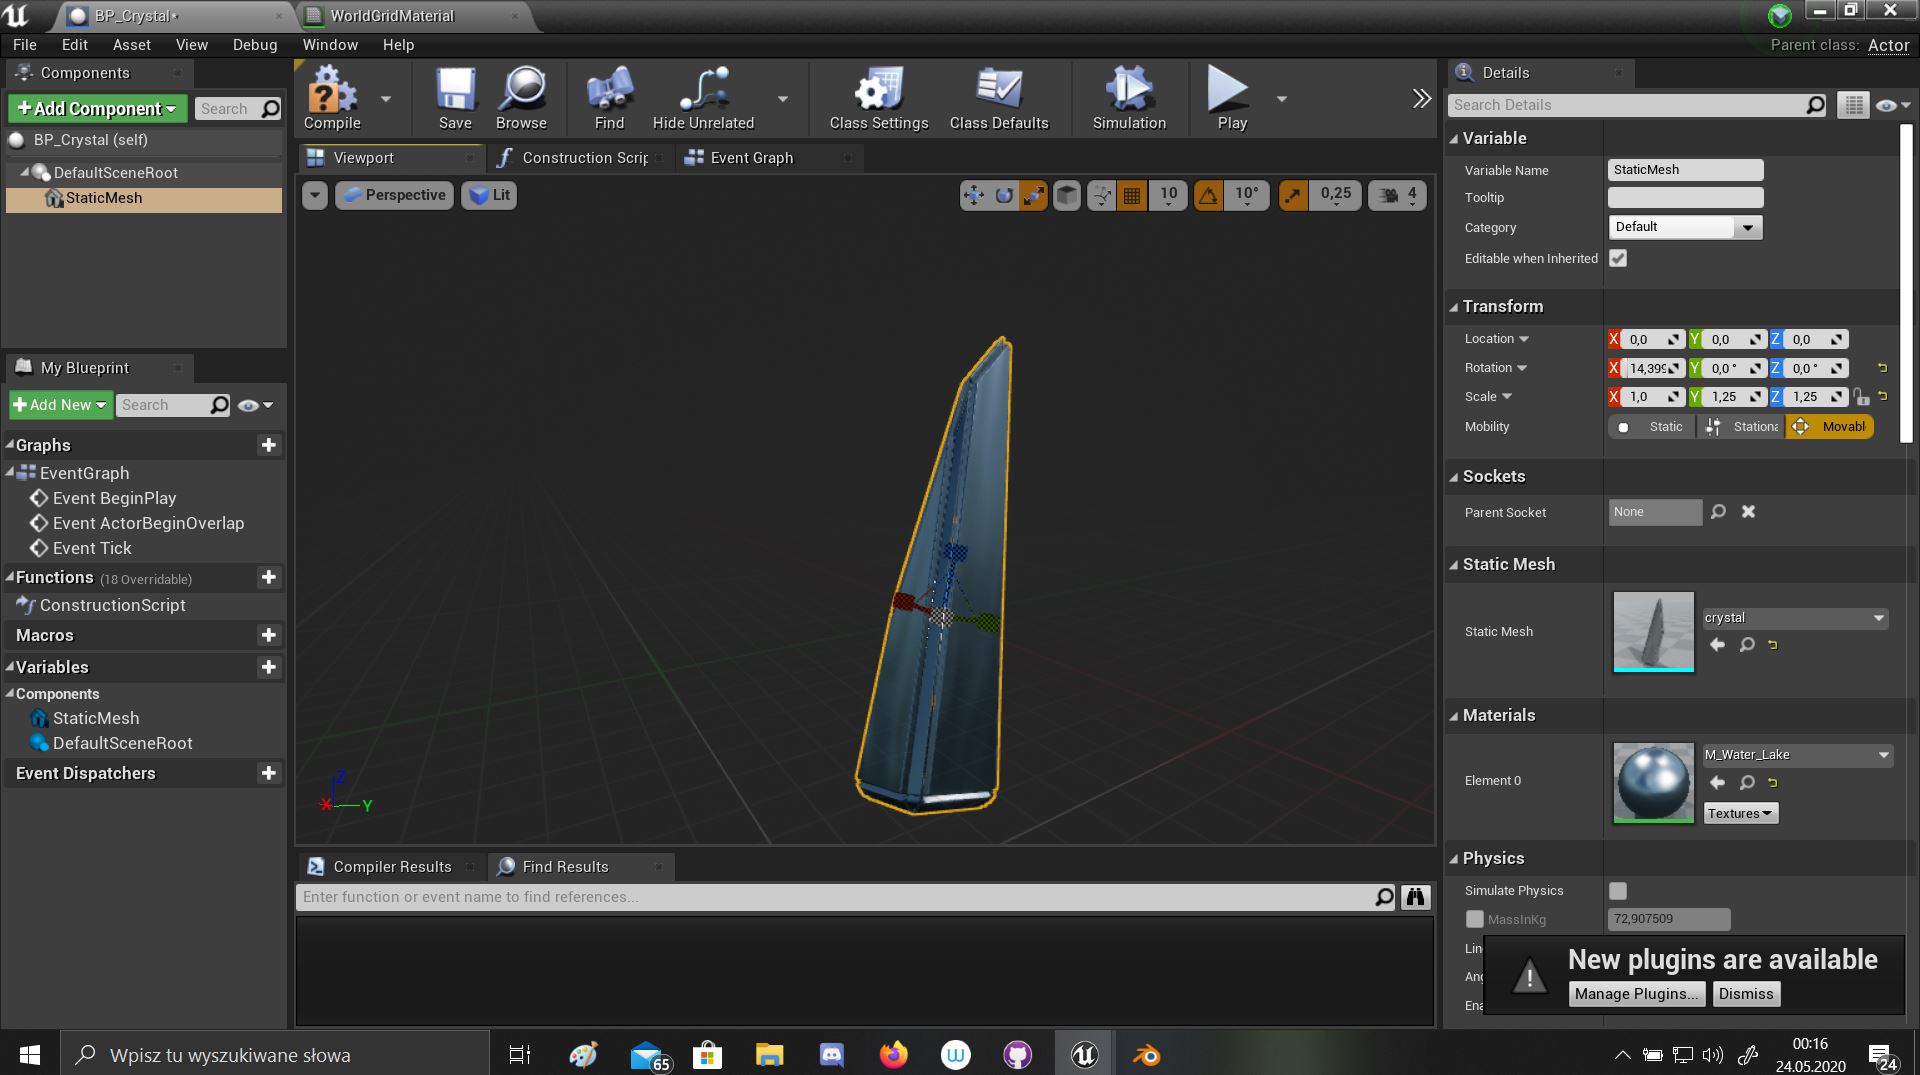 BP_Crystal*
WorldGridMaterial
File Edit Asset View Debug Window Help
Parent class: Actor
Components
+Add Component
Search
BP_Crystal (self)
DefaultSceneRoot
StaticMesh
My Blueprint
+Add New
Search
Graphs
EventGraph
Event BeginPlay
Event ActorBeginOverlap
Event Tick
Functions (18 Overridable)
ConstructionScript
Macros
Variables
Components
StaticMesh
DefaultSceneRoot
Event Dispatchers
Compile Save Browse Find Hide Unrelated Class Settings Class Defaults Simulation Play
Viewport
Construction Scrip
Event Graph
Perspective
Lit
10
10°
0,25
4
Z
X
Y
Compiler Results
Find Results
Enter function or event name to find references...
Details
Search Details
Variable
Variable Name StaticMesh
Tooltip
Category Default
Editable when Inherited
Transform
Location X 0,0 Y 0,0 Z 0,0
Rotation X 14,399 Y 0,0 ° Z 0,0 °
Scale X 1,0 Y 1,25 Z 1,25
Mobility Static Stationa Movabl
Sockets
Parent Socket None
Static Mesh
Static Mesh crystal
Materials
Element 0 M_Water_Lake
Textures
Physics
Simulate Physics
MassInKg 72,907509
Lin
Ang
Ena
New plugins are available
Manage Plugins...
Dismiss
Wpisz tu wyszukiwane słowa
65
00:16
24.05.2020
24